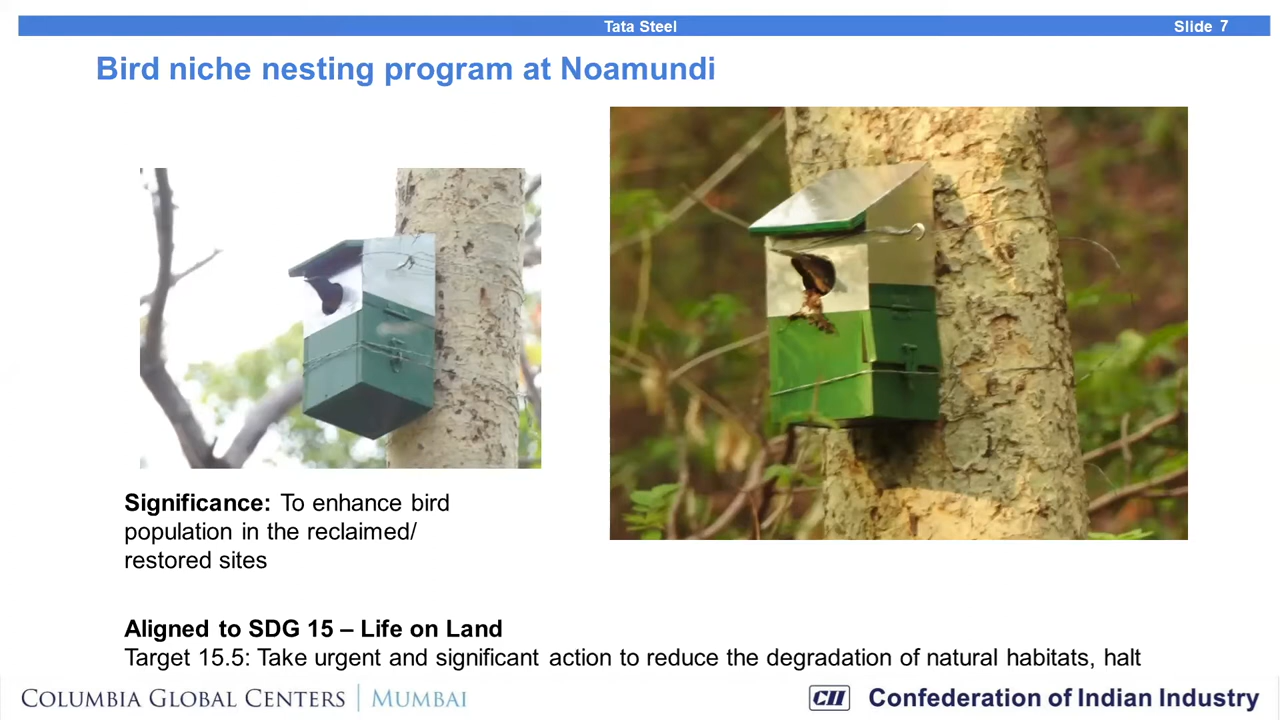 Tata Steel
Slide 7
Bird niche nesting program at Noamundi
Significance: To enhance bird
population in the reclaimed/
restored sites
Aligned to SDG 15 – Life on Land
Target 15.5: Take urgent and significant action to reduce the degradation of natural habitats, halt
COLUMBIA GLOBAL CENTERS | MUMBAI
CII Confederation of Indian Industry